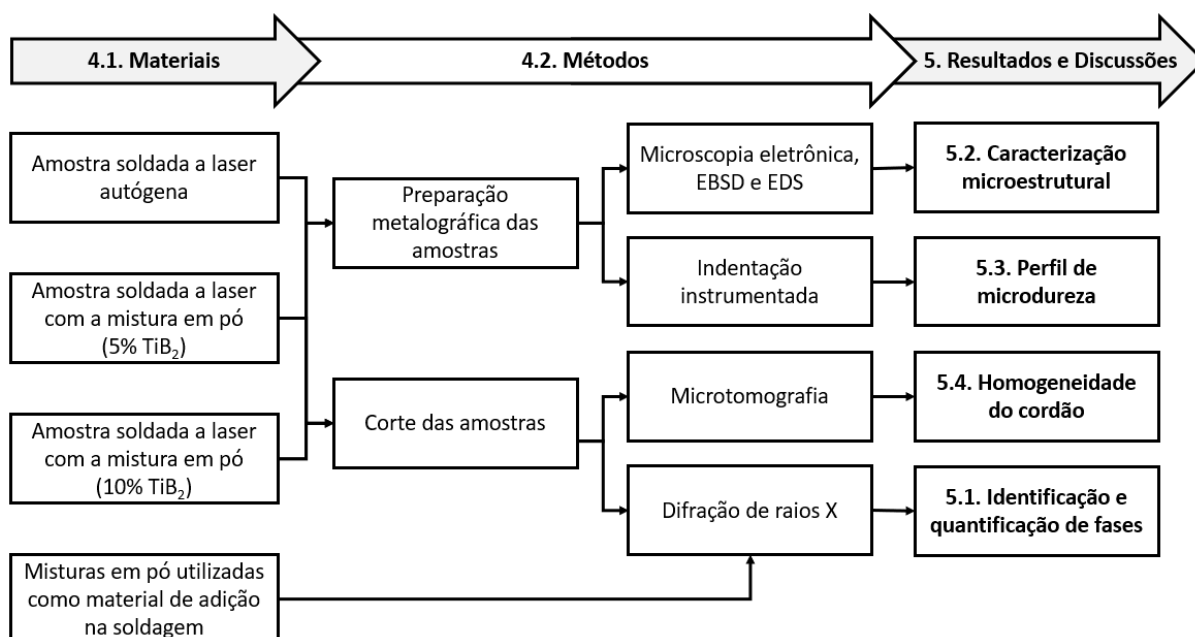 4.1. Materiais
4.2. Métodos
5. Resultados e Discussões
Amostra soldada a laser
autógena
Amostra soldada a laser
com a mistura em pó
(5% TiB₂)
Amostra soldada a laser
com a mistura em pó
(10% TiB₂)
Misturas em pó utilizadas
como material de adição
na soldagem
Preparação
metalográfica das
amostras
Corte das amostras
Microscopia eletrônica,
EBSD e EDS
Indentação
instrumentada
Microtomografia
Difração de raios X
5.2. Caracterização
microestrutural
5.3. Perfil de
microdureza
5.4. Homogeneidade
do cordão
5.1. Identificação e
quantificação de fases